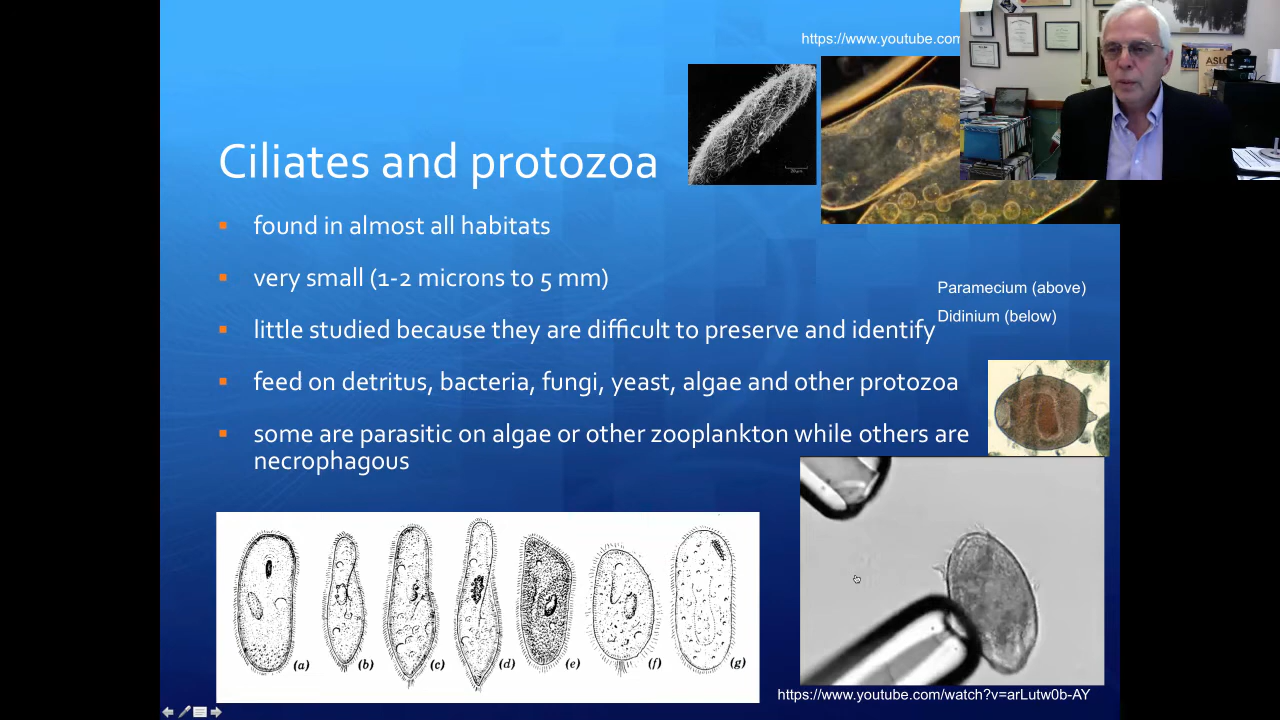 https://www.youtube.com
ASLO
Ciliates and protozoa
found in almost all habitats
very small (1-2 microns to 5 mm)
little studied because they are difficult to preserve and identify
feed on detritus, bacteria, fungi, yeast, algae and other protozoa
some are parasitic on algae or other zooplankton while others are
necrophagous
Paramecium (above)
Didinium (below)
(a) (b) (c) (d) (e) (f) (g)
https://www.youtube.com/watch?v=arLutw0b-AY